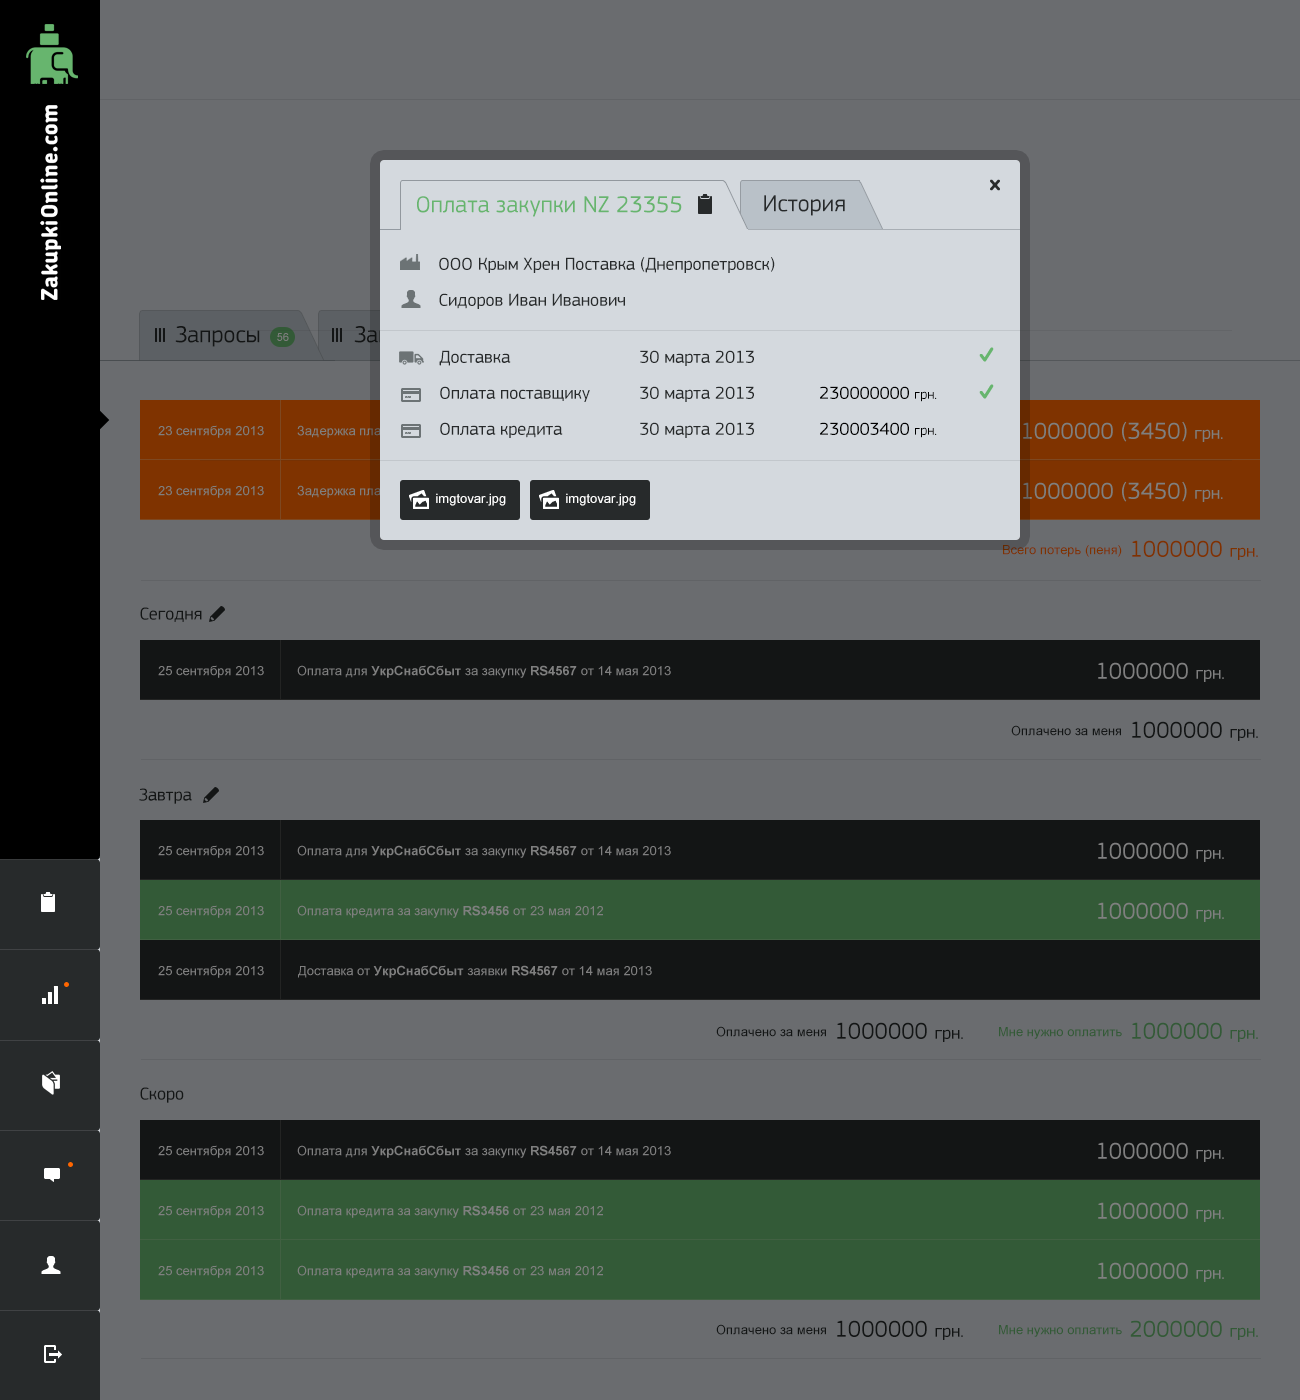 ZakupkiOnline.com
Оплата закупки NZ 23355
История
ООО Крым Хрен Поставка (Днепропетровск)
Сидоров Иван Иванович
Запросы 56
За
Доставка 30 марта 2013
Оплата поставщику 30 марта 2013 230000000 грн.
Оплата кредита 30 марта 2013 230003400 грн.
imgtovar.jpg imgtovar.jpg
23 сентября 2013 Задержка пла 1000000 (3450) грн.
23 сентября 2013 Задержка пла 1000000 (3450) грн.
Всего потерь (пеня) 1000000 грн.
Сегодня
25 сентября 2013 Оплата для УкрСнабСбыт за закупку RS4567 от 14 мая 2013 1000000 грн.
Оплачено за меня 1000000 грн.
Завтра
25 сентября 2013 Оплата для УкрСнабСбыт за закупку RS4567 от 14 мая 2013 1000000 грн.
25 сентября 2013 Оплата кредита за закупку RS3456 от 23 мая 2012 1000000 грн.
25 сентября 2013 Доставка от УкрСнабСбыт заявки RS4567 от 14 мая 2013
Оплачено за меня 1000000 грн. Мне нужно оплатить 1000000 грн.
Скоро
25 сентября 2013 Оплата для УкрСнабСбыт за закупку RS4567 от 14 мая 2013 1000000 грн.
25 сентября 2013 Оплата кредита за закупку RS3456 от 23 мая 2012 1000000 грн.
25 сентября 2013 Оплата кредита за закупку RS3456 от 23 мая 2012 1000000 грн.
Оплачено за меня 1000000 грн. Мне нужно оплатить 2000000 грн.